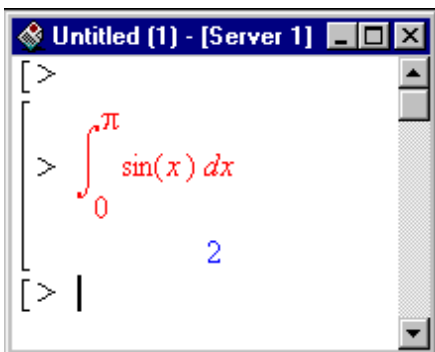 Untitled (1) - [Server 1]
[>
> ∫₀^π sin(x) dx
2
[>